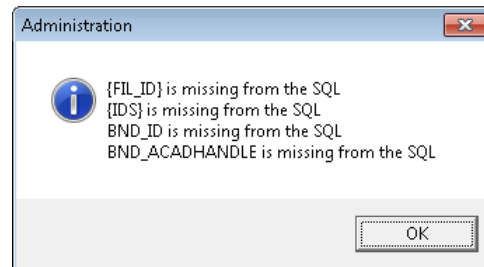 Administration
{FIL_ID} is missing from the SQL
{IDS} is missing from the SQL
BND_ID is missing from the SQL
BND_ACADHANDLE is missing from the SQL
OK